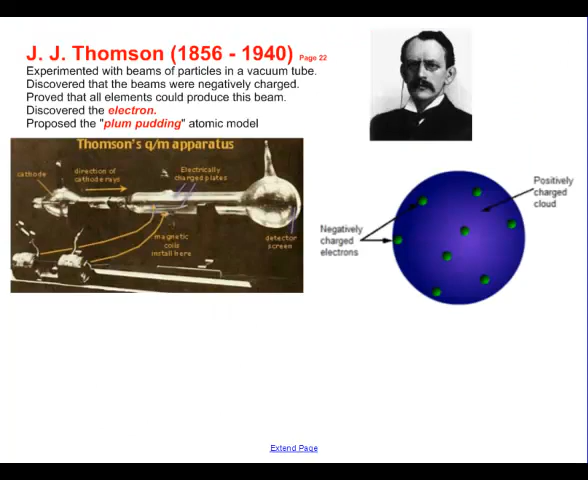 J. J. Thomson (1856 - 1940) Page 22
Experimented with beams of particles in a vacuum tube.
Discovered that the beams were negatively charged.
Proved that all elements could produce this beam.
Discovered the electron.
Proposed the "plum pudding" atomic model
Thomson's q/m apparatus
cathode
direction of
cathode rays
Electrically
charged plates
magnetic
coils
install here
detector
screen
Positively
charged
cloud
Negatively
charged
electrons
Extend Page